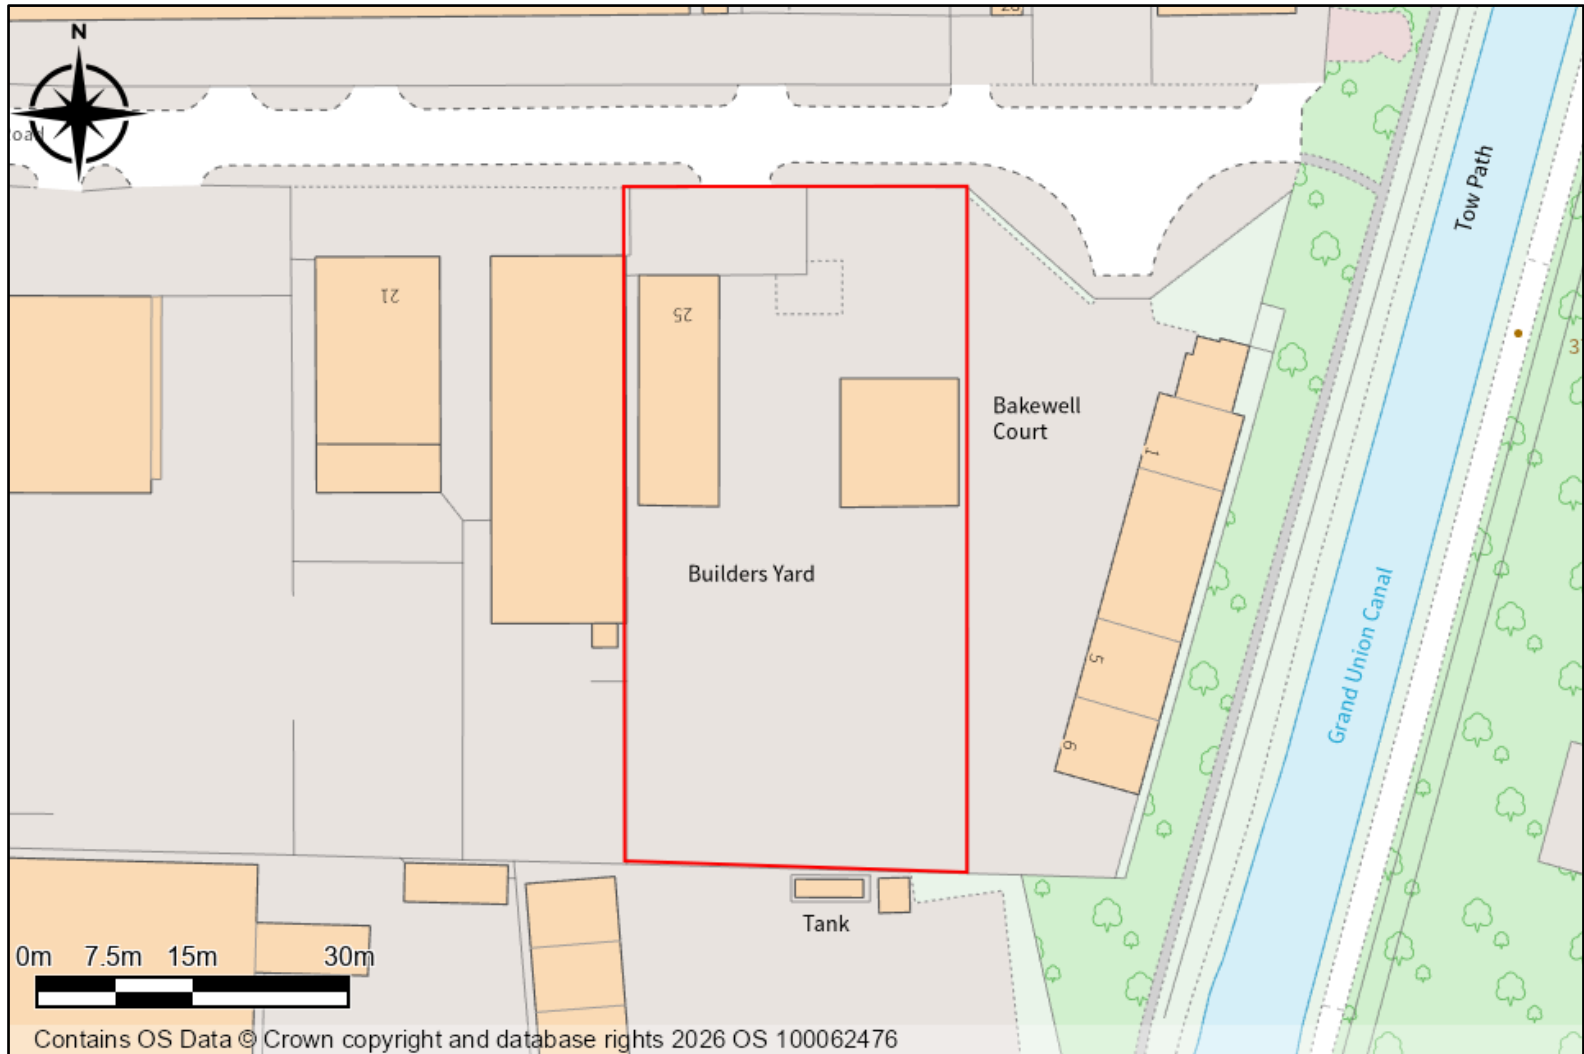 N
oad
21
25
Bakewell
Court
1
Builders Yard
5
6
Tow Path
Grand Union Canal
Tank
0m 7.5m 15m 30m
Contains OS Data © Crown copyright and database rights 2026 OS 100062476